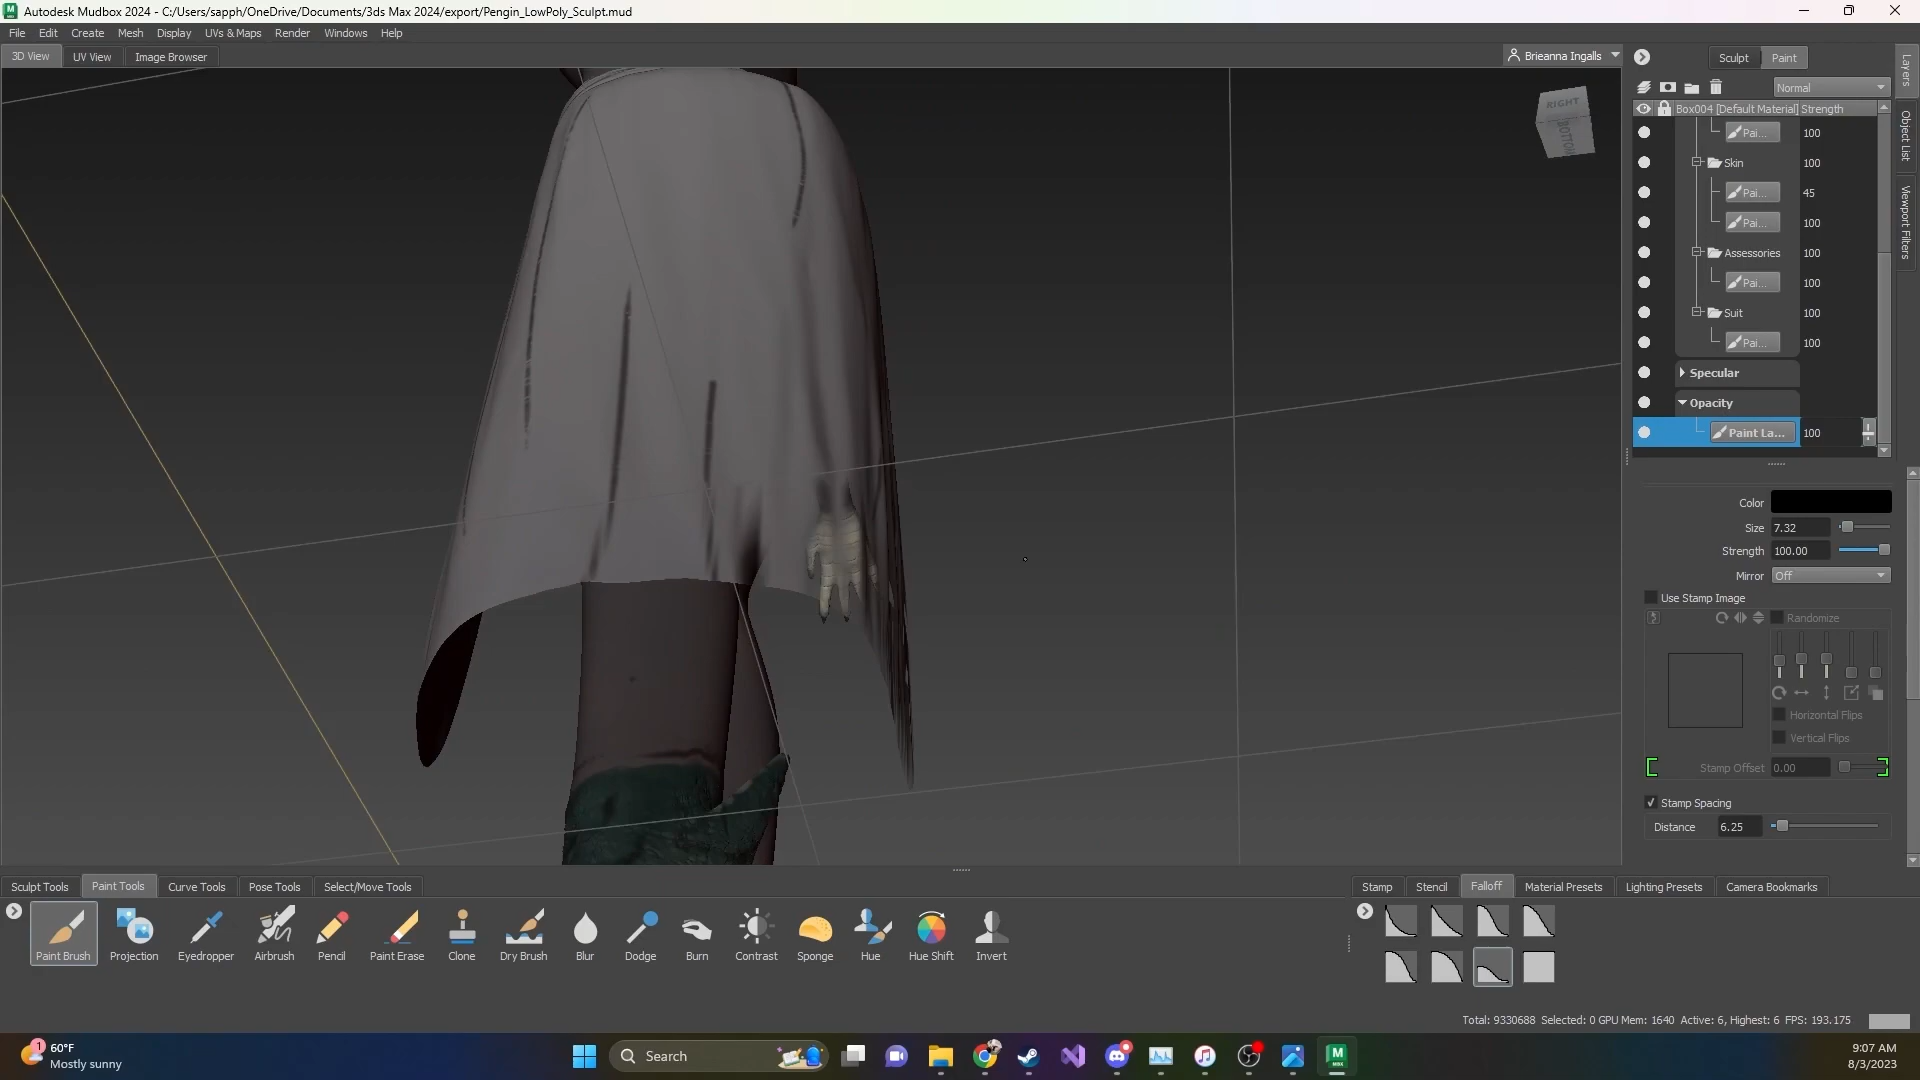 Autodesk Mudbox 2024 - C:/Users/sapph/OneDrive/Documents/3ds Max 2024/export/Pengin_LowPoly_Sculpt.mud
File Edit Create Mesh Display UVs & Maps Render Windows Help
3D View UV View Image Browser
Brieanna Ingalls
Sculpt Paint
Layers
Object List
Viewport Filters
Normal
Box004 [Default Material] Strength
Pai... 100
Skin 100
Pai... 45
Pai... 100
Assessories 100
Pai... 100
Suit 100
Pai... 100
Specular
Opacity
Paint La... 100
RIGHT
BOTTOM
Color
Size 7.32
Strength 100.00
Mirror Off
Use Stamp Image
Randomize
Horizontal Flips
Vertical Flips
Stamp Offset 0.00
Stamp Spacing
Distance 6.25
Sculpt Tools Paint Tools Curve Tools Pose Tools Select/Move Tools
Stamp Stencil Falloff Material Presets Lighting Presets Camera Bookmarks
Paint Brush Projection Eyedropper Airbrush Pencil Paint Erase Clone Dry Brush Blur Dodge Burn Contrast Sponge Hue Hue Shift Invert
Total: 9330688 Selected: 0 GPU Mem: 1640 Active: 6, Highest: 6 FPS: 193.175
1
60°F
Mostly sunny
Search
M
9:07 AM
8/3/2023